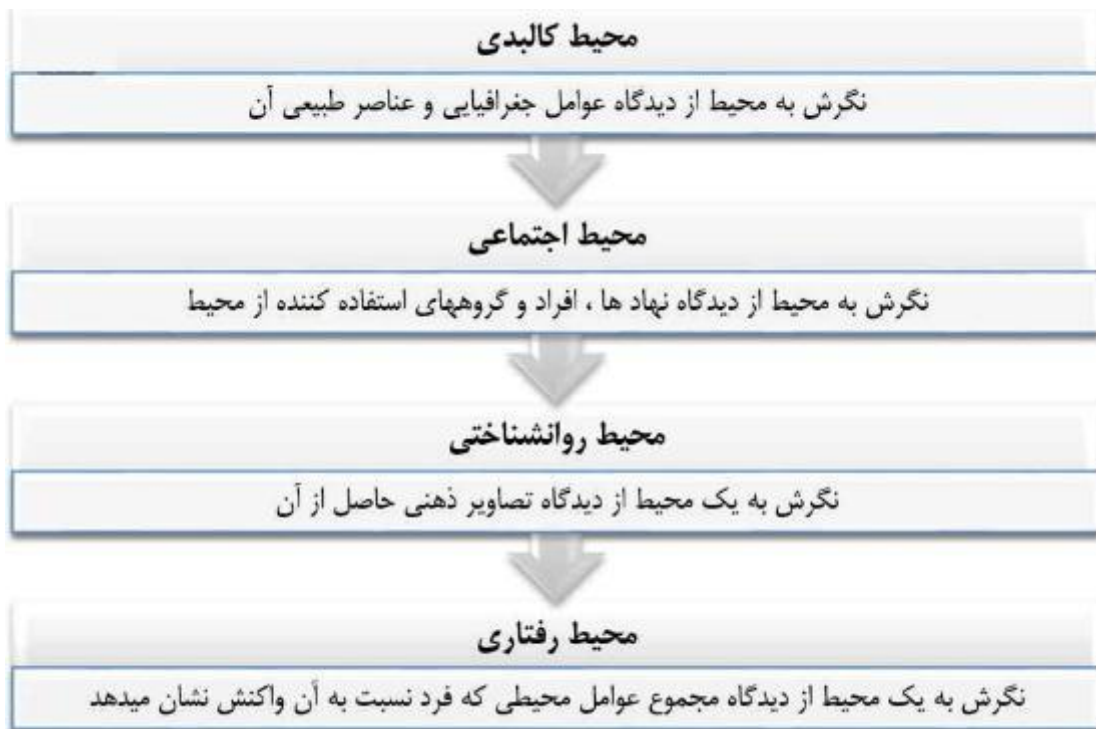 محیط کالبدی
نگرش به محیط از دیدگاه عوامل جغرافیایی و عناصر طبیعی آن
محیط اجتماعی
نگرش به محیط از دیدگاه نهاد ها ، افراد و گروههای استفاده کننده از محیط
محیط روانشناختی
نگرش به یک محیط از دیدگاه تصاویر ذهنی حاصل از آن
محیط رفتاری
نگرش به یک محیط از دیدگاه مجموع عوامل محیطی که فرد نسبت به آن واکنش نشان میدهد